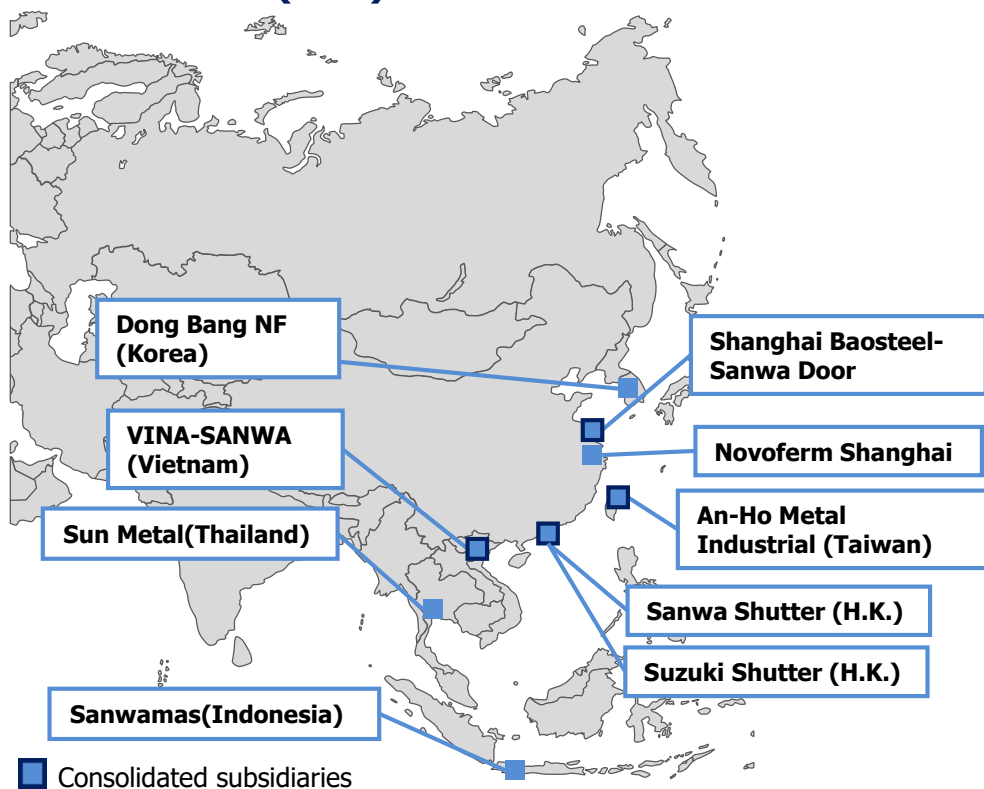 Dong Bang NF
(Korea)
Shanghai Baosteel-
Sanwa Door
VINA-SANWA
(Vietnam)
Novoferm Shanghai
Sun Metal(Thailand)
An-Ho Metal
Industrial (Taiwan)
Sanwa Shutter (H.K.)
Suzuki Shutter (H.K.)
Sanwamas(Indonesia)
Consolidated subsidiaries